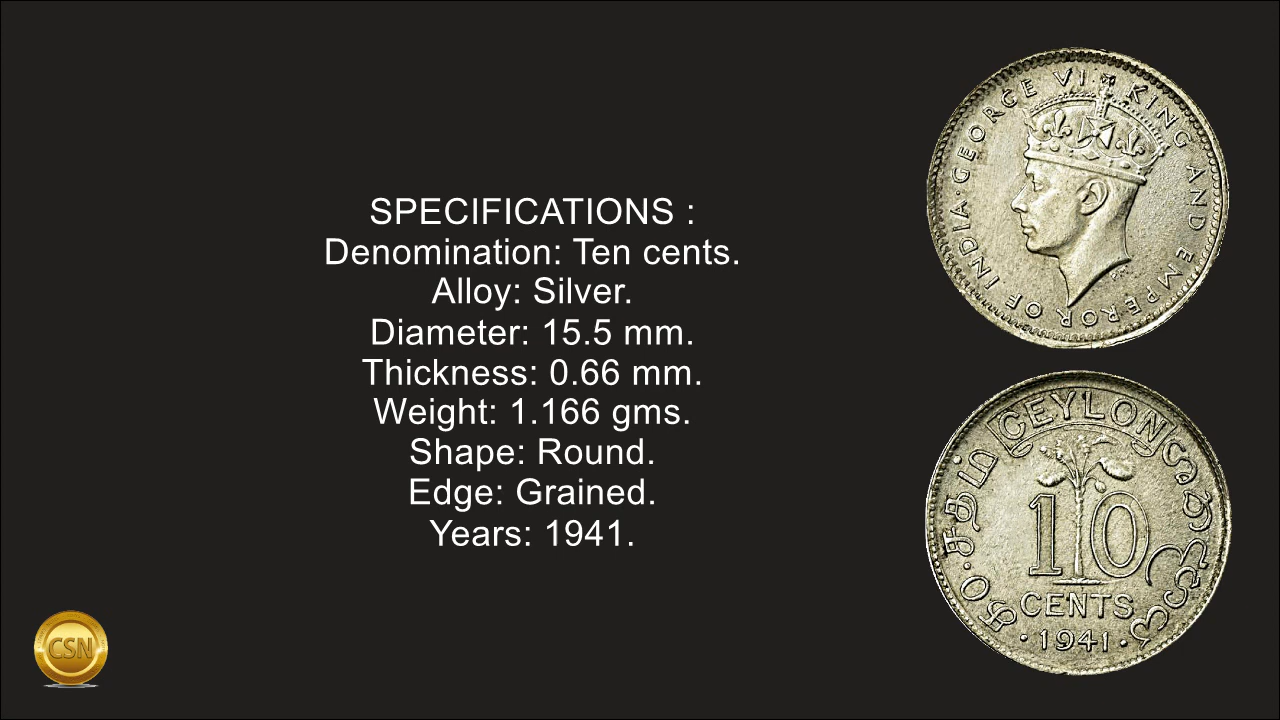 SPECIFICATIONS :
Denomination: Ten cents.
Alloy: Silver.
Diameter: 15.5 mm.
Thickness: 0.66 mm.
Weight: 1.166 gms.
Shape: Round.
Edge: Grained.
Years: 1941.
GEORGE VI KING AND EMPEROR OF INDIA
CEYLON
10
CENTS
1941
CSN